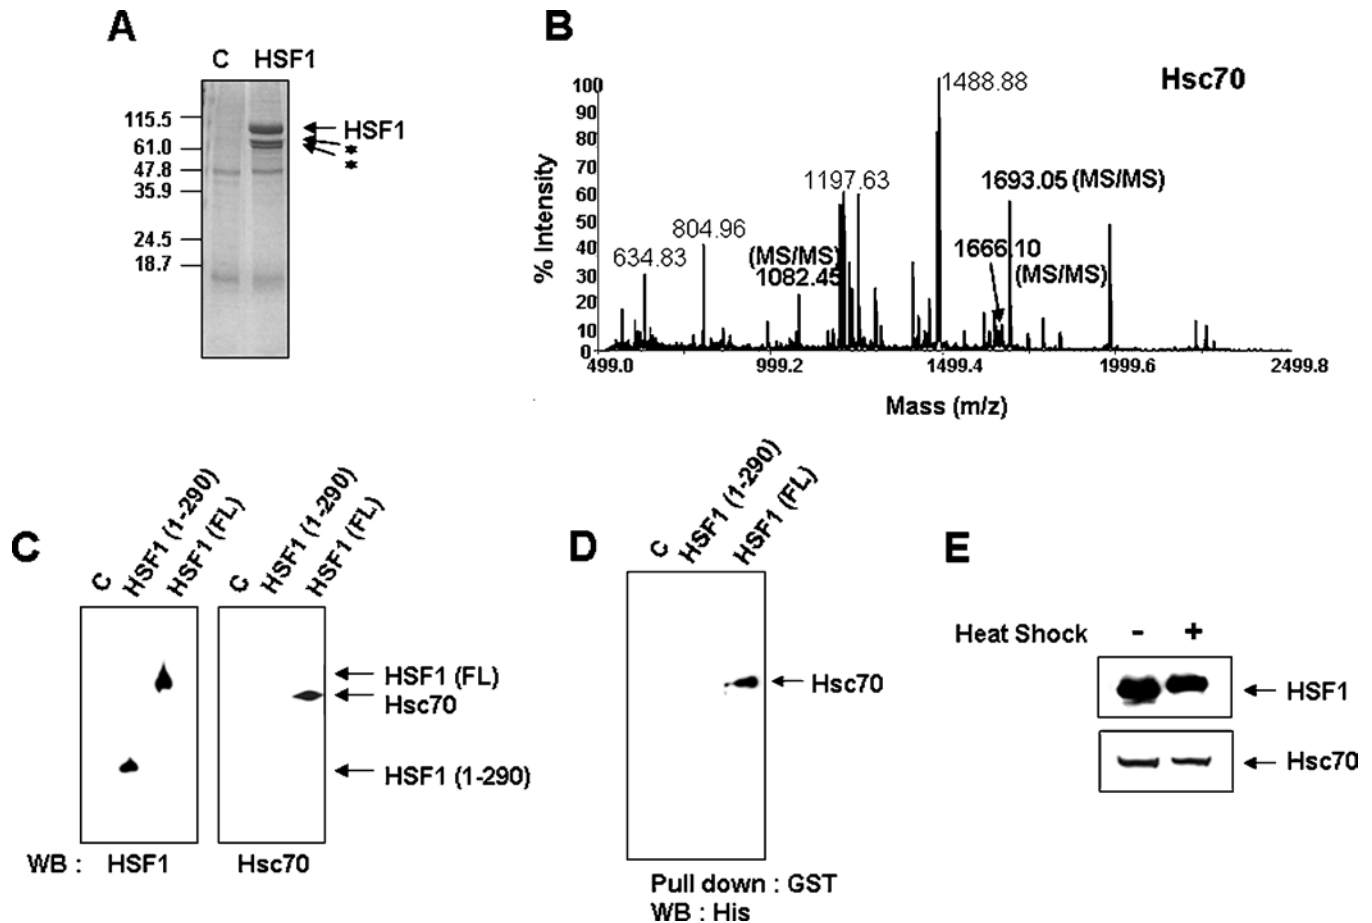 A
C HSF1
115.5
61.0
47.8
35.9
24.5
18.7
HSF1
*
*
B
Hsc70
% Intensity
100
90
80
70
60
50
40
30
20
10
0
634.83
804.96
(MS/MS)
1082.45
1197.63
1488.88
1693.05 (MS/MS)
1666.10
(MS/MS)
499.0 999.2 1499.4 1999.6 2499.8
Mass (m/z)
C
C HSF1 (1-290) HSF1 (FL)
C HSF1 (1-290) HSF1 (FL)
HSF1 (FL)
Hsc70
HSF1 (1-290)
WB : HSF1 Hsc70
D
C HSF1 (1-290) HSF1 (FL)
Hsc70
Pull down : GST
WB : His
E
Heat Shock - +
HSF1
Hsc70